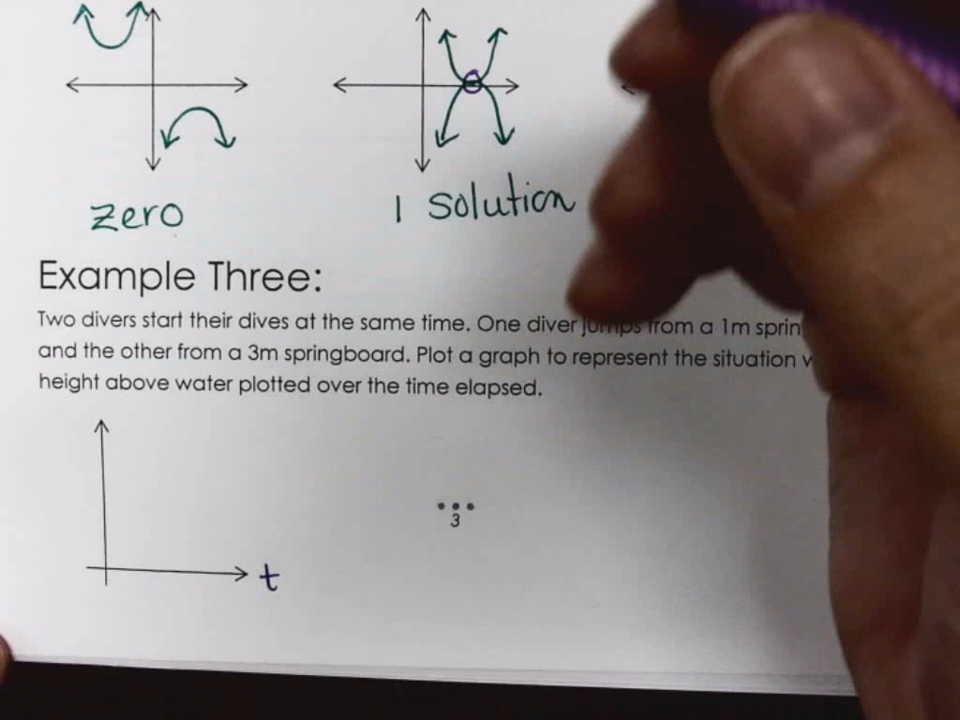 zero
1 solution
Example Three:
Two divers start their dives at the same time. One diver jumps from a 1m
and the other from a 3m springboard. Plot a graph to represent the situation
height above water plotted over the time elapsed.
3
t